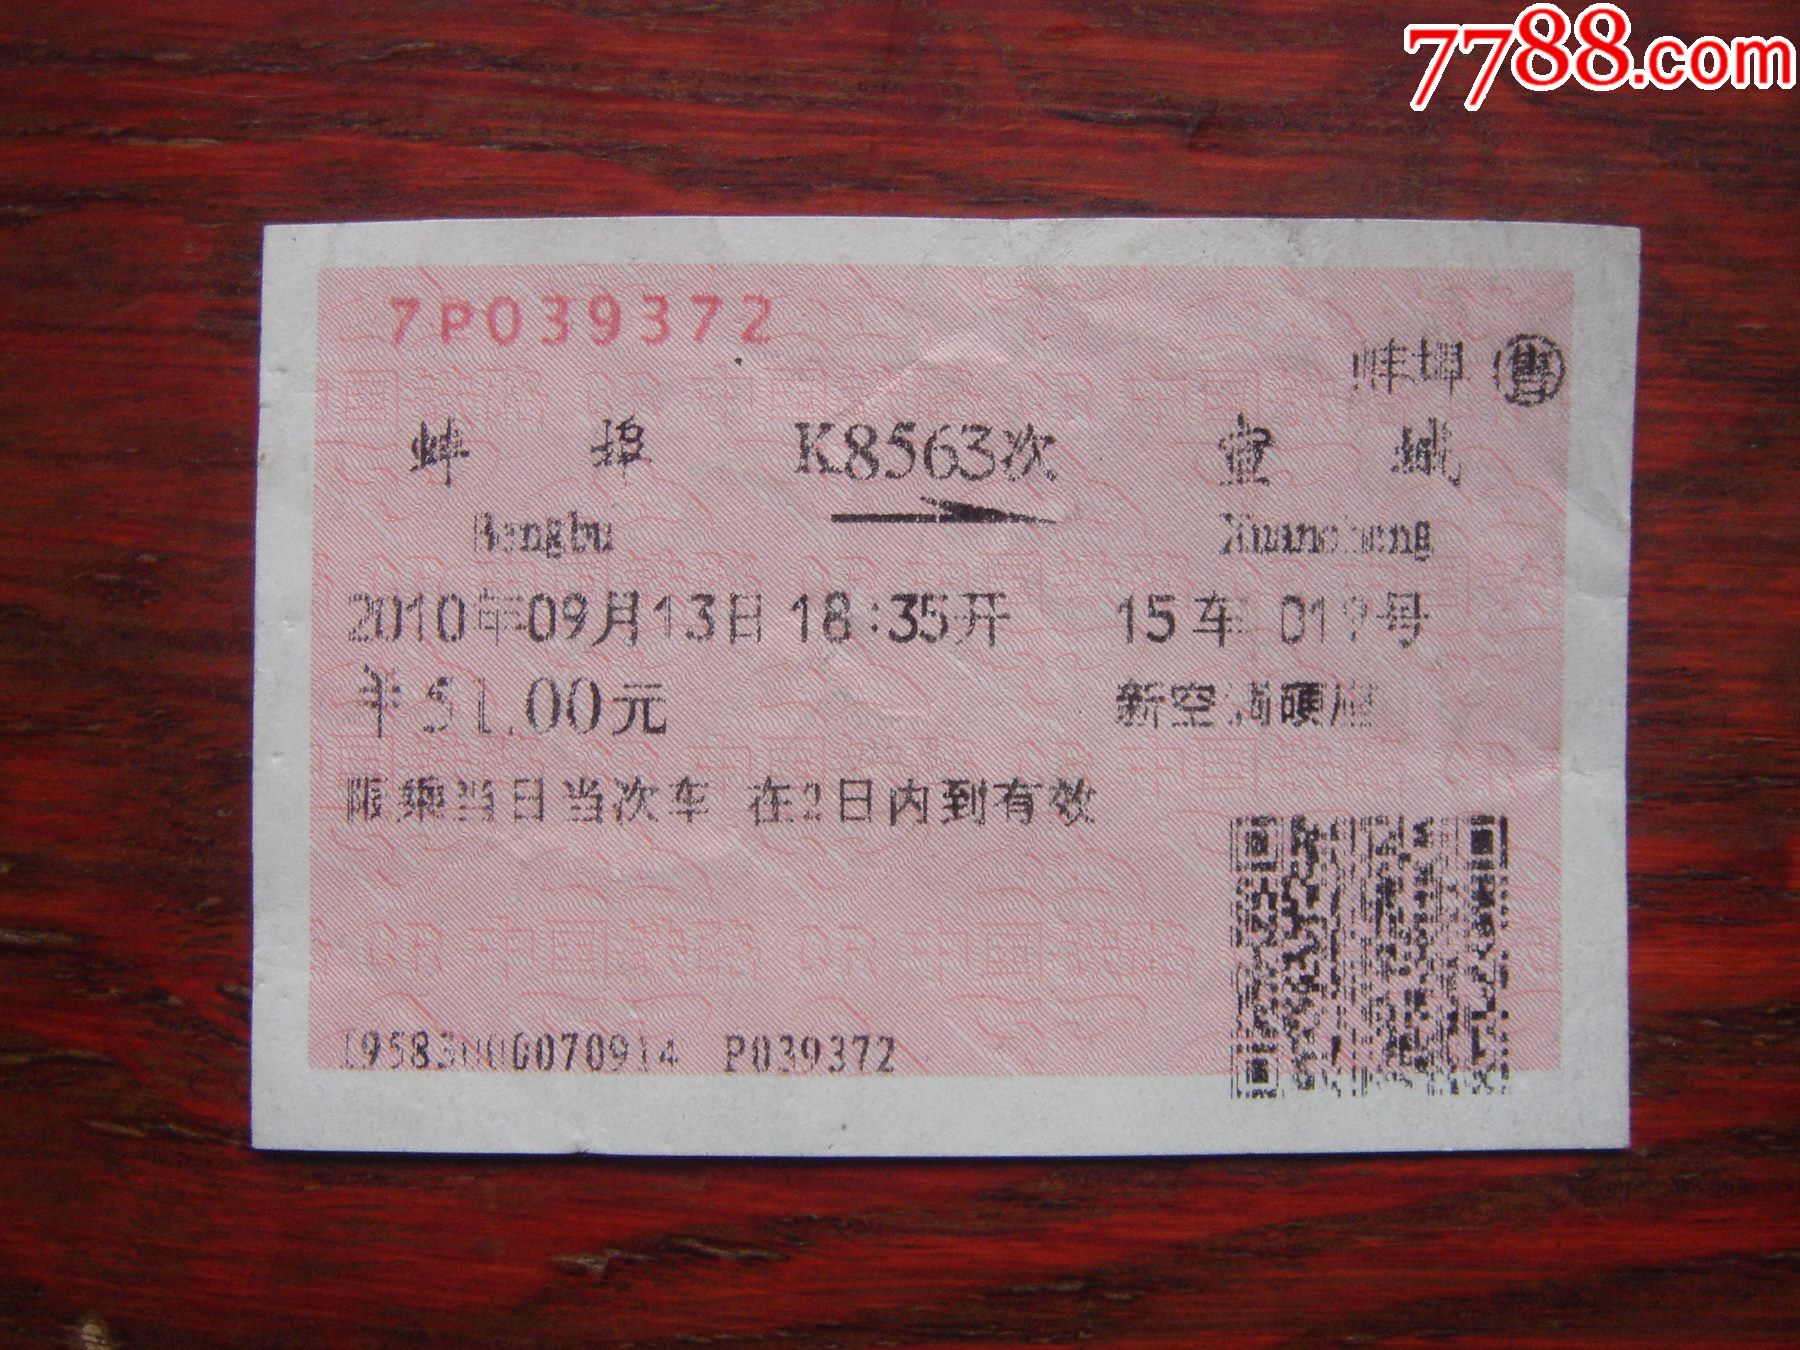 7788.com
7P039372
蚌埠 售
蚌埠 K8563次 宣城
Bengbu Xuancheng
2010年09月13日 18:35开 15车 019号
半 51.00元 新空调硬座
限乘当日当次车 在2日内到有效
P039372